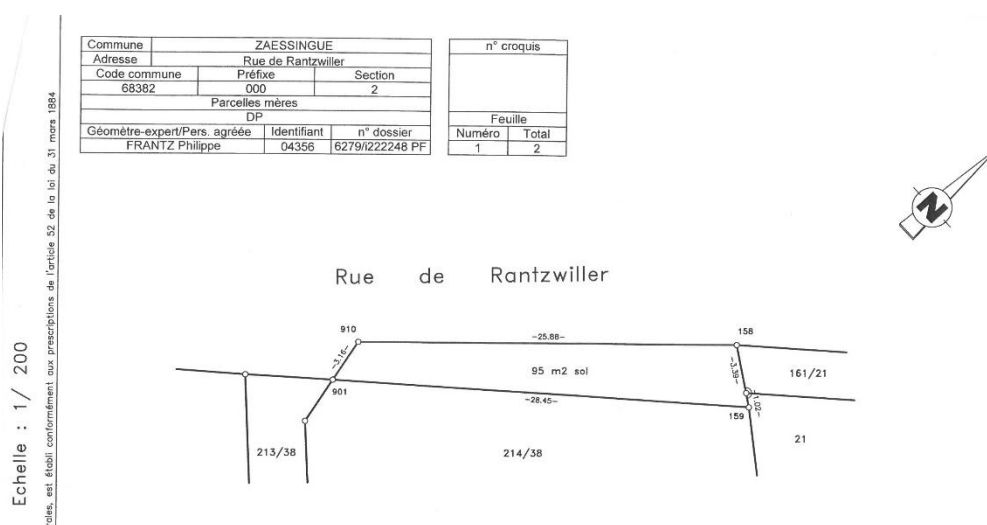 Commune ZAESSINGUE
Adresse Rue de Rantzwiller
Code commune Préfixe Section
68382 000 2
Parcelles mères
DP
Géomètre-expert/Pers. agréée Identifiant n° dossier
FRANTZ Philippe 04356 6279/i222248 PF
n° croquis
Feuille
Numéro Total
1 2
N
Echelle : 1/ 200
ales, est établi conformément aux prescriptions de l'article 52 de la loi du 31 mars 1884
Rue de Rantzwiller
910
-25.88-
158
-3.16-
95 m2 sol
-3.39-
161/21
901
-28.45-
-1.02-
159
213/38
214/38
21